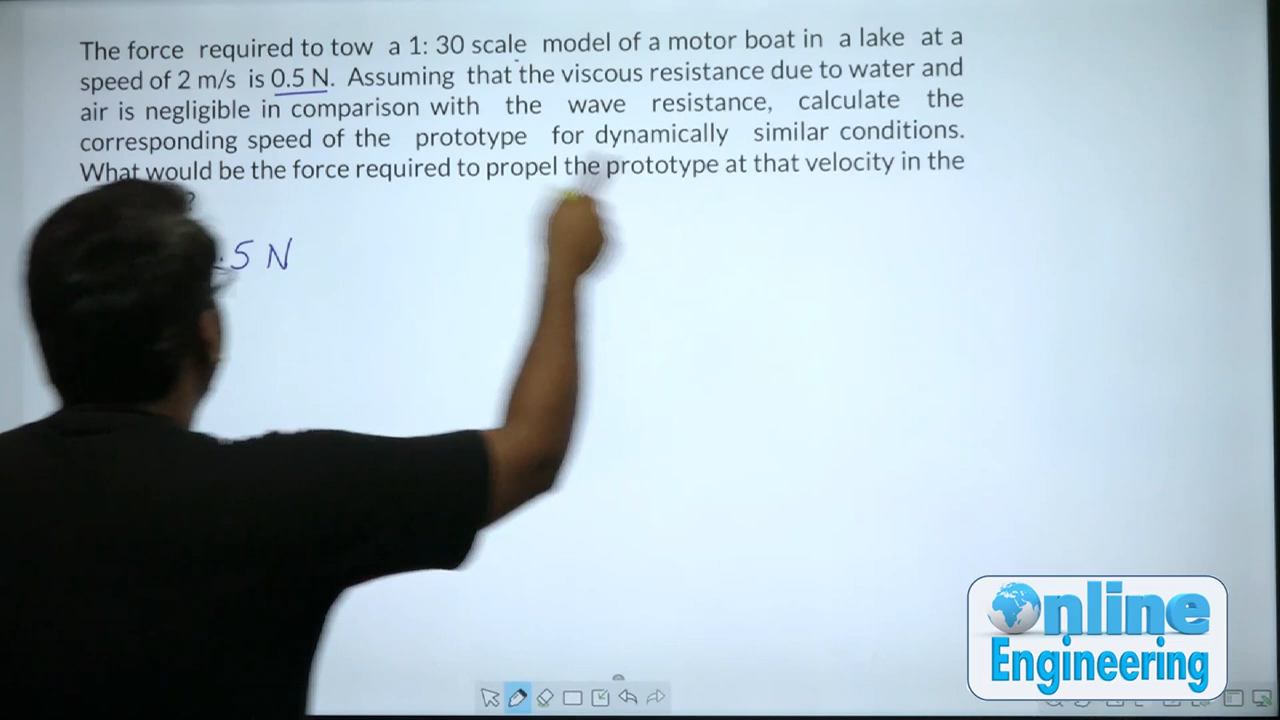 The force required to tow a 1: 30 scale model of a motor boat in a lake at a
speed of 2 m/s is 0.5 N. Assuming that the viscous resistance due to water and
air is negligible in comparison with the wave resistance, calculate the
corresponding speed of the prototype for dynamically similar conditions.
What would be the force required to propel the prototype at that velocity in the
?
.5 N
Online
Engineering